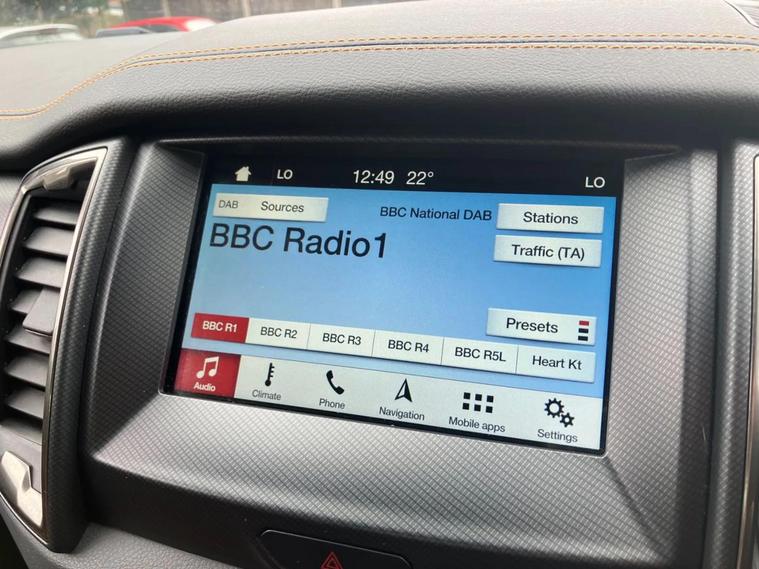 LO 12:49 22° LO
DAB Sources BBC National DAB Stations
BBC Radio1
Traffic (TA)
Presets
BBC R1 BBC R2 BBC R3 BBC R4 BBC R5L Heart Kt
Audio Climate Phone Navigation Mobile apps Settings